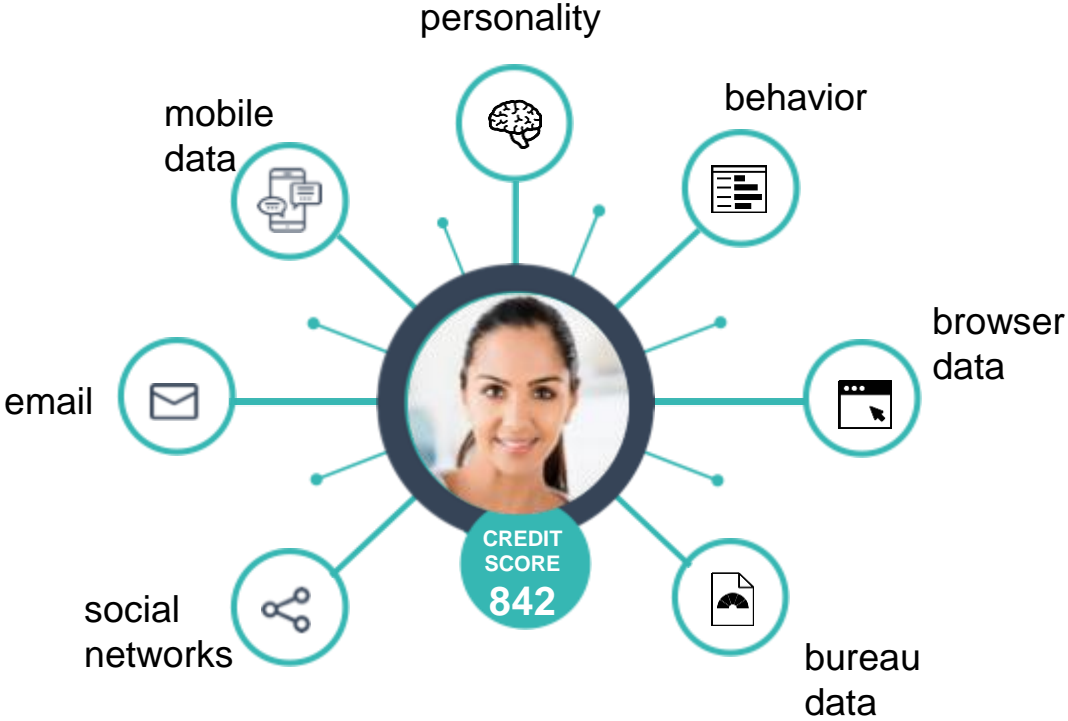 personality
mobile
data
behavior
browser
data
email
CREDIT
SCORE
842
social
networks
bureau
data